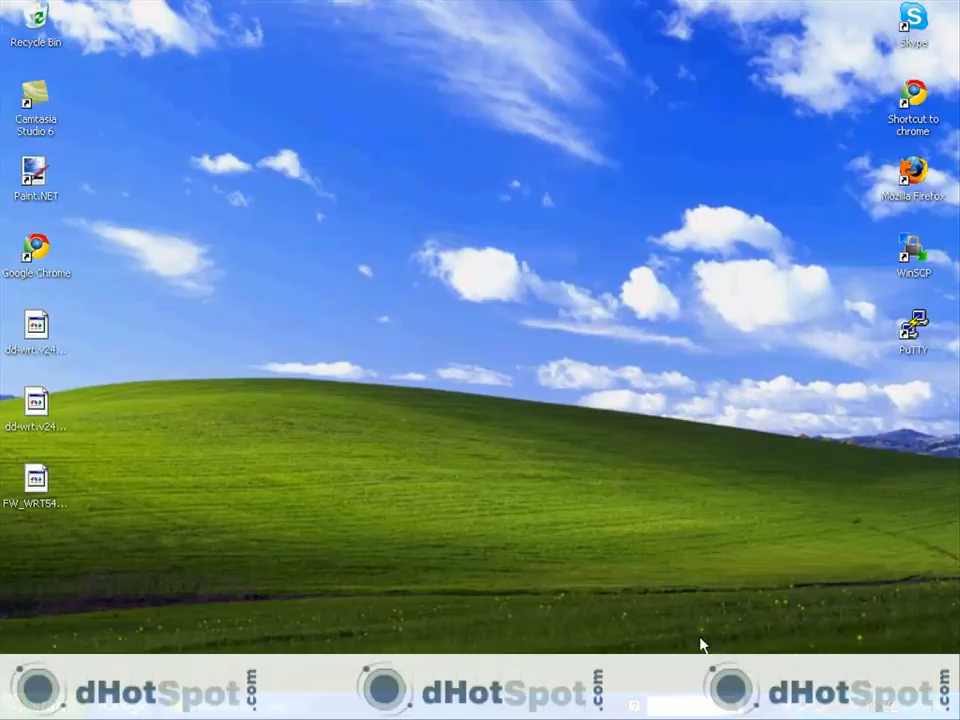 Recycle Bin
Camtasia
Studio 6
Paint.NET
Google Chrome
dd-wrt.v24...
dd-wrt.v24...
FW_WRT54...
Skype
Shortcut to
chrome
Mozilla Firefox
WinSCP
PuTTY
dHotSpot.com
dHotSpot.com
dHotSpot.com